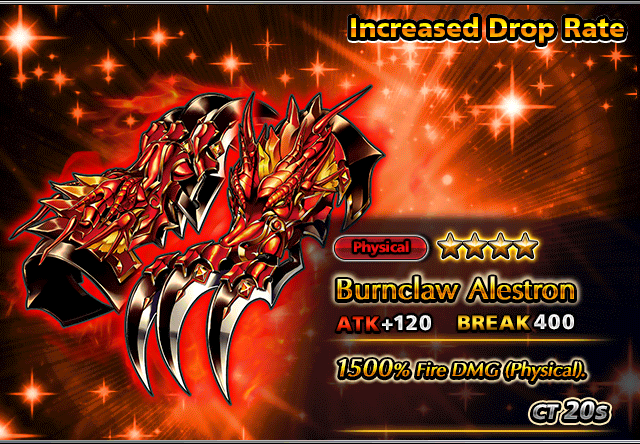 Increased Drop Rate
Physical
Burnclaw Alestron
ATK+120 BREAK 400
1500% Fire DMG (Physical).
CT 20s